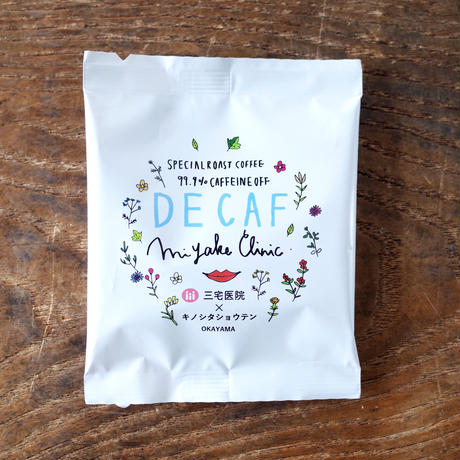 SPECIAL ROAST COFFEE
99.9% CAFFEINE OFF
DECAF
Miyake Clinic
三宅医院
×
キノシタショウテン
OKAYAMA